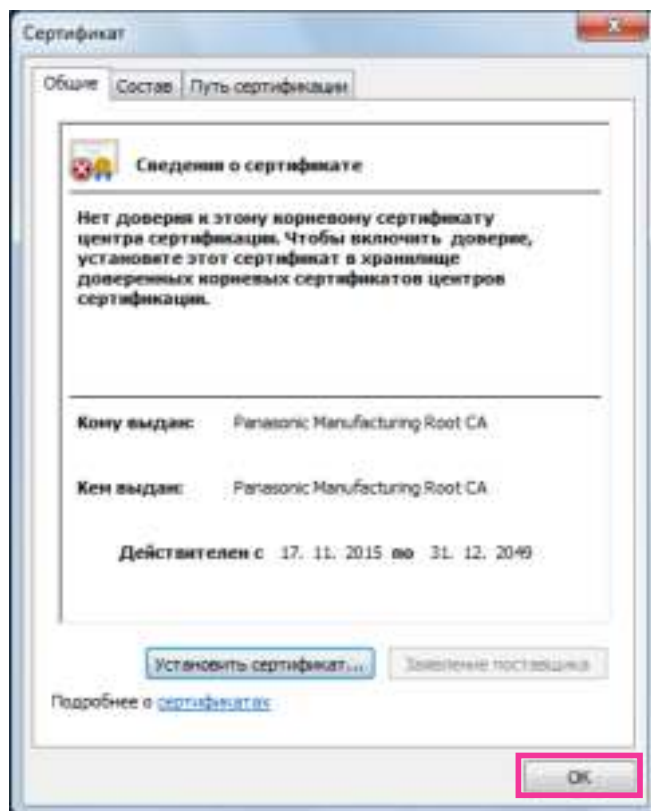 Сертификат
Общие Состав Путь сертификации
Сведения о сертификате
Нет доверия к этому корневому сертификату
центра сертификации. Чтобы включить доверие,
установите этот сертификат в хранилище
доверенных корневых сертификатов центров
сертификации.
Кому выдан: Panasonic Manufacturing Root CA
Кем выдан: Panasonic Manufacturing Root CA
Действителен с 17. 11. 2015 по 31. 12. 2049
Установить сертификат... Заявление поставщика
Подробнее о сертификатах
ОК